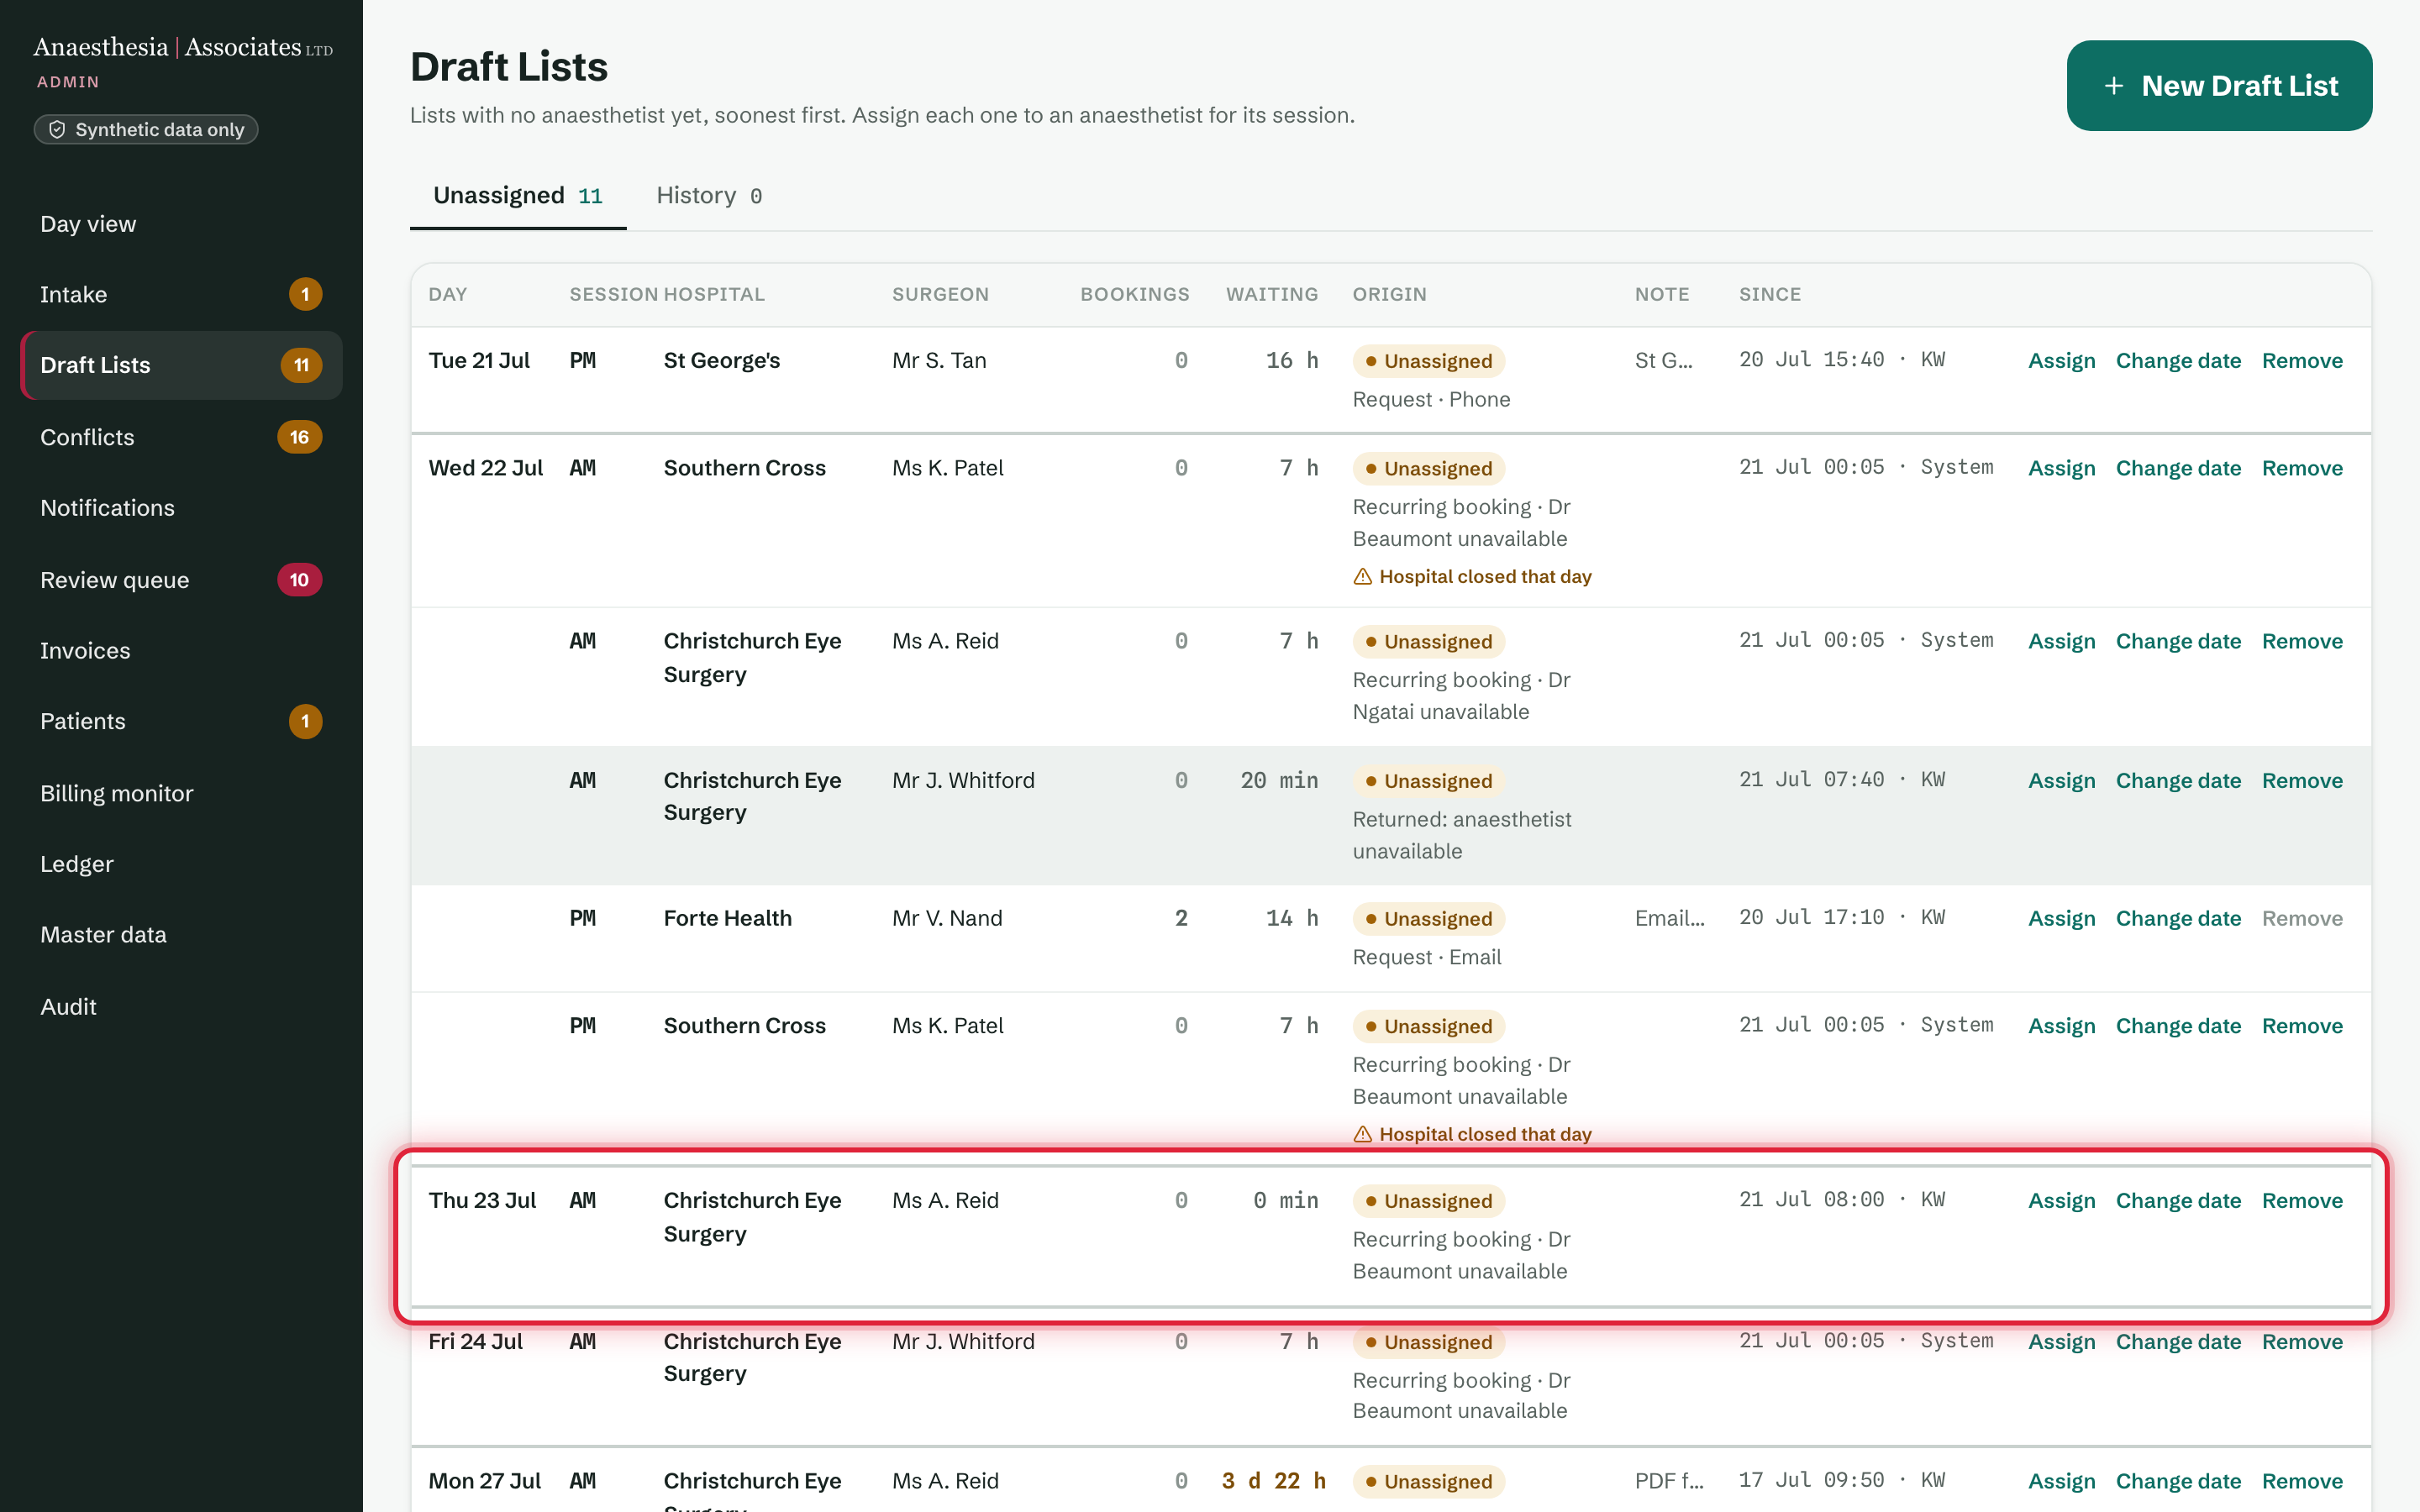 Anaesthesia | Associates LTD
ADMIN
Synthetic data only
Day view
Intake 1
Draft Lists 11
Conflicts 16
Notifications
Review queue 10
Invoices
Patients 1
Billing monitor
Ledger
Master data
Audit
Draft Lists
Lists with no anaesthetist yet, soonest first. Assign each one to an anaesthetist for its session.
+ New Draft List
Unassigned 11 History 0
DAY SESSION HOSPITAL SURGEON BOOKINGS WAITING ORIGIN NOTE SINCE
Tue 21 Jul PM St George's Mr S. Tan 0 16 h Unassigned St G... 20 Jul 15:40 · KW Assign Change date Remove
Request · Phone
Wed 22 Jul AM Southern Cross Ms K. Patel 0 7 h Unassigned 21 Jul 00:05 · System Assign Change date Remove
Recurring booking · Dr
Beaumont unavailable
Hospital closed that day
AM Christchurch Eye Ms A. Reid 0 7 h Unassigned 21 Jul 00:05 · System Assign Change date Remove
Surgery
Recurring booking · Dr
Ngatai unavailable
AM Christchurch Eye Mr J. Whitford 0 20 min Unassigned 21 Jul 07:40 · KW Assign Change date Remove
Surgery
Returned: anaesthetist
unavailable
PM Forte Health Mr V. Nand 2 14 h Unassigned Email... 20 Jul 17:10 · KW Assign Change date Remove
Request · Email
PM Southern Cross Ms K. Patel 0 7 h Unassigned 21 Jul 00:05 · System Assign Change date Remove
Recurring booking · Dr
Beaumont unavailable
Hospital closed that day
Thu 23 Jul AM Christchurch Eye Ms A. Reid 0 0 min Unassigned 21 Jul 08:00 · KW Assign Change date Remove
Surgery
Recurring booking · Dr
Beaumont unavailable
Fri 24 Jul AM Christchurch Eye Mr J. Whitford 0 7 h Unassigned 21 Jul 00:05 · System Assign Change date Remove
Surgery
Recurring booking · Dr
Beaumont unavailable
Mon 27 Jul AM Christchurch Eye Ms A. Reid 0 3 d 22 h Unassigned PDF f... 17 Jul 09:50 · KW Assign Change date Remove